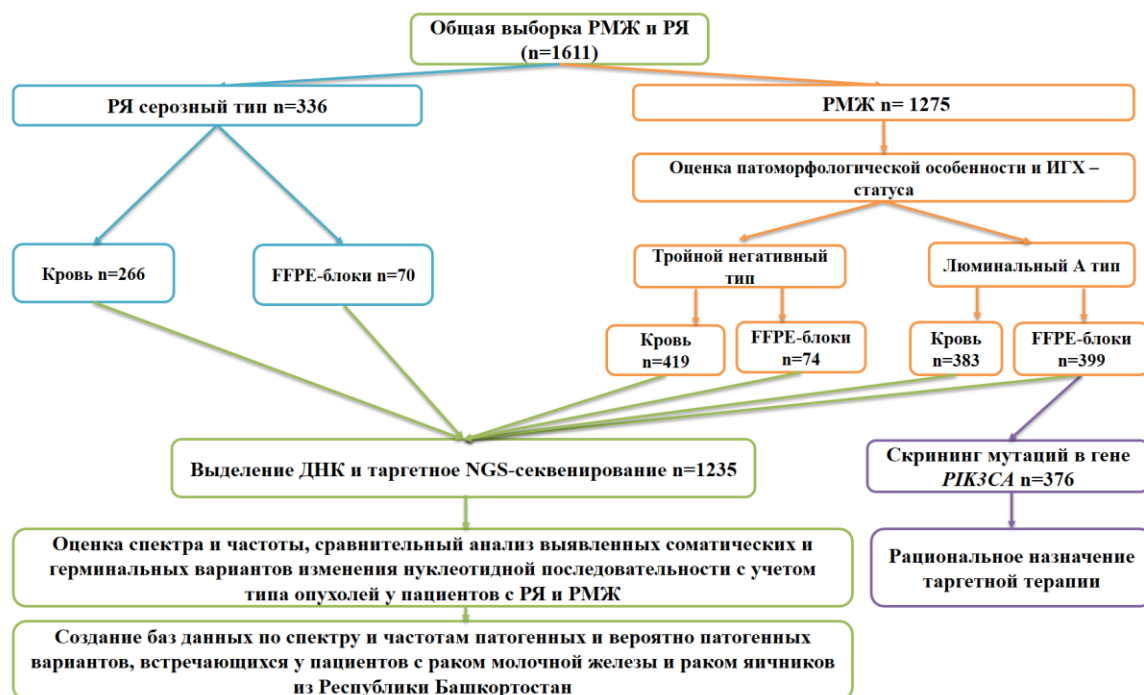 Общая выборка РМЖ и РЯ
(n=1611)
РЯ серозный тип n=336
РМЖ n= 1275
Оценка патоморфологической особенности и ИГХ –
статуса
Кровь n=266
FFPE-блоки n=70
Тройной негативный
тип
Люминальный А тип
Кровь
n=419
FFPE-блоки
n=74
Кровь
n=383
FFPE-блоки
n=399
Выделение ДНК и таргетное NGS-секвенирование n=1235
Скрининг мутаций в гене
PIK3CA n=376
Оценка спектра и частоты, сравнительный анализ выявленных соматических и
герминальных вариантов изменения нуклеотидной последовательности с учетом
типа опухолей у пациентов с РЯ и РМЖ
Рациональное назначение
таргетной терапии
Создание баз данных по спектру и частотам патогенных и вероятно патогенных
вариантов, встречающихся у пациентов с раком молочной железы и раком яичников
из Республики Башкортостан